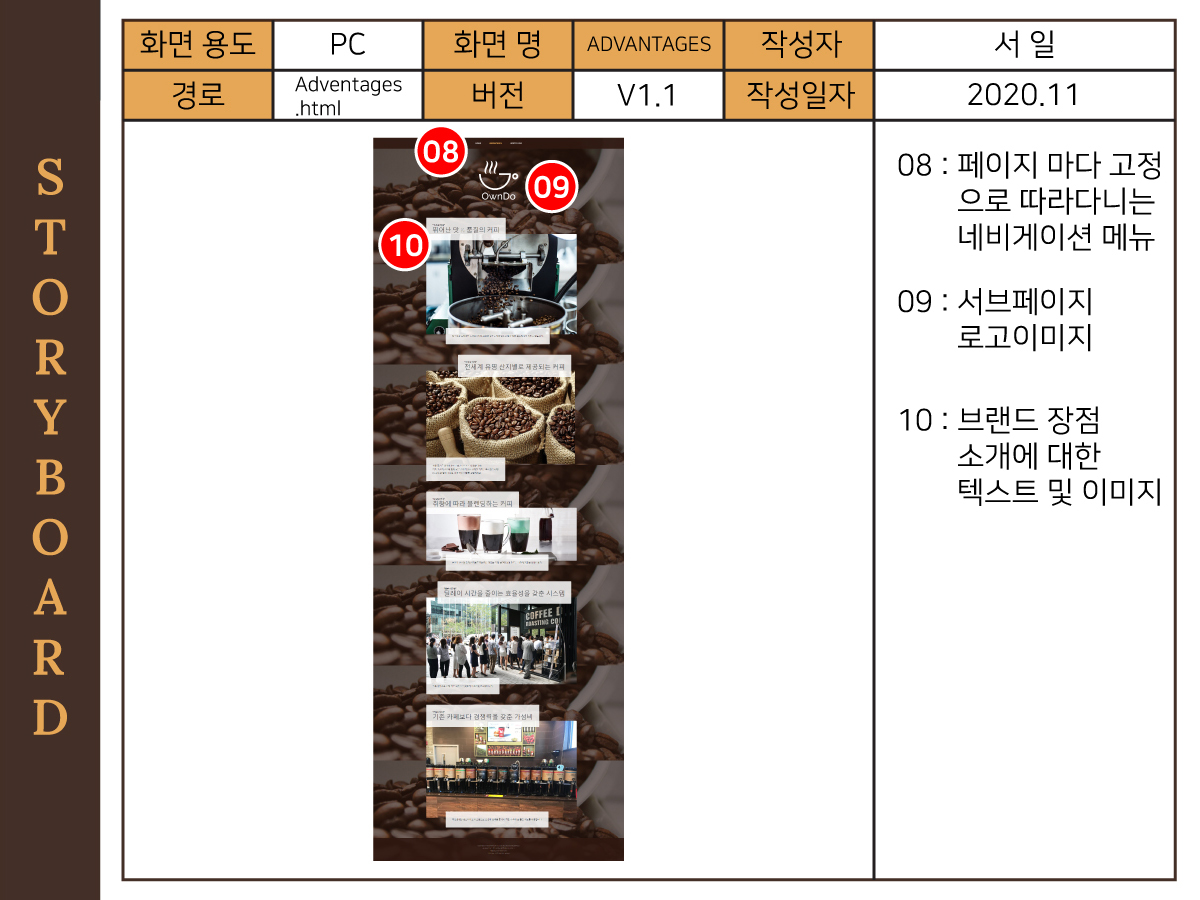 STORYBOARD
화면 용도
PC
화면 명
ADVANTAGES
작성자
서 일
경로
Adventages
.html
버전
V1.1
작성일자
2020.11
08
09
OwnDo
10
뛰어난 맛
품질의 커피
전세계 유명 산지별로 제공되는 커피
취향에 따라 블렌딩하는 커피
딜레이 시간을 줄이는 효율성을 갖춘 시스템
COFFEE
ROASTING CO
기존 카페보다 경쟁력을 갖춘 가성비
08 : 페이지 마다 고정
으로 따라다니는
네비게이션 메뉴
09 : 서브페이지
로고이미지
10 : 브랜드 장점
소개에 대한
텍스트 및 이미지